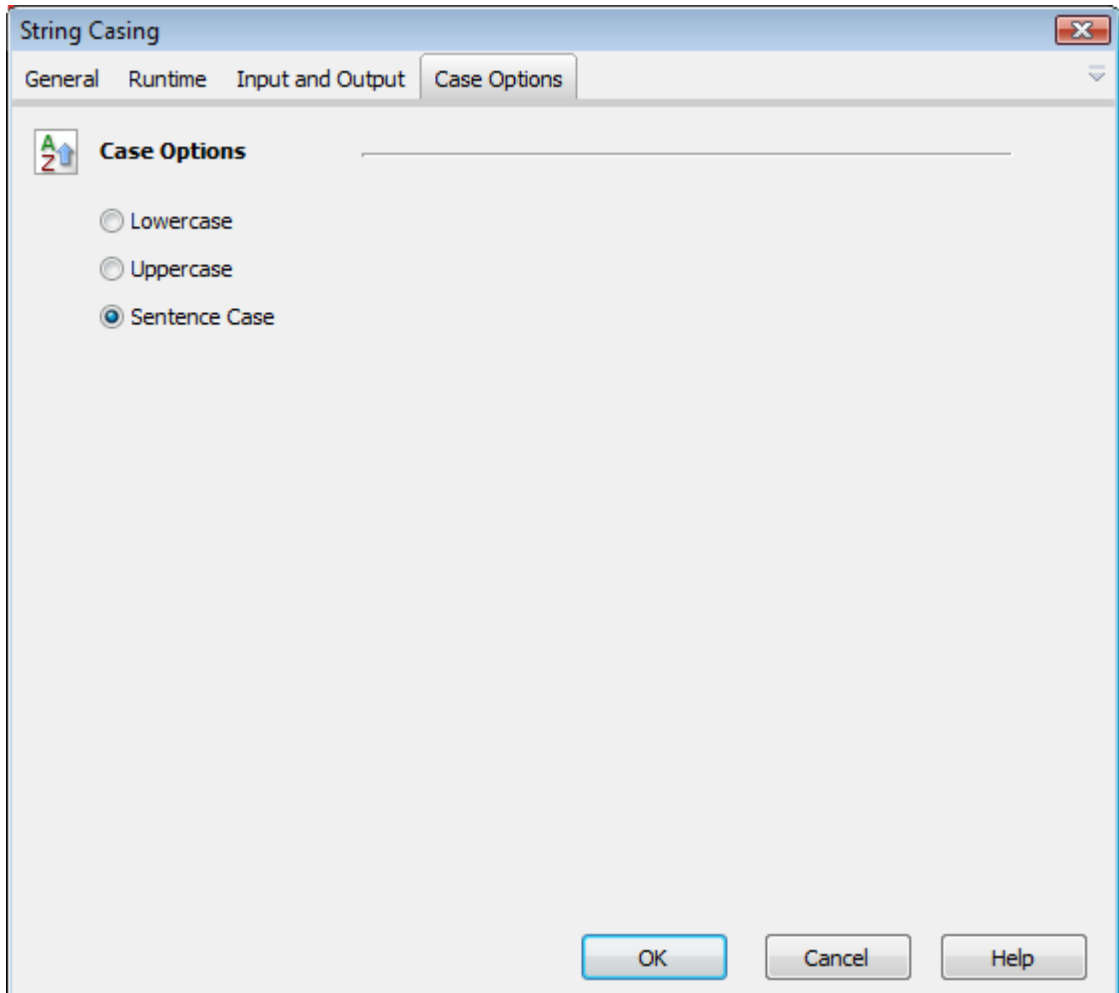 String Casing
General Runtime Input and Output Case Options
A
Z
Case Options
Lowercase
Uppercase
Sentence Case
OK Cancel Help